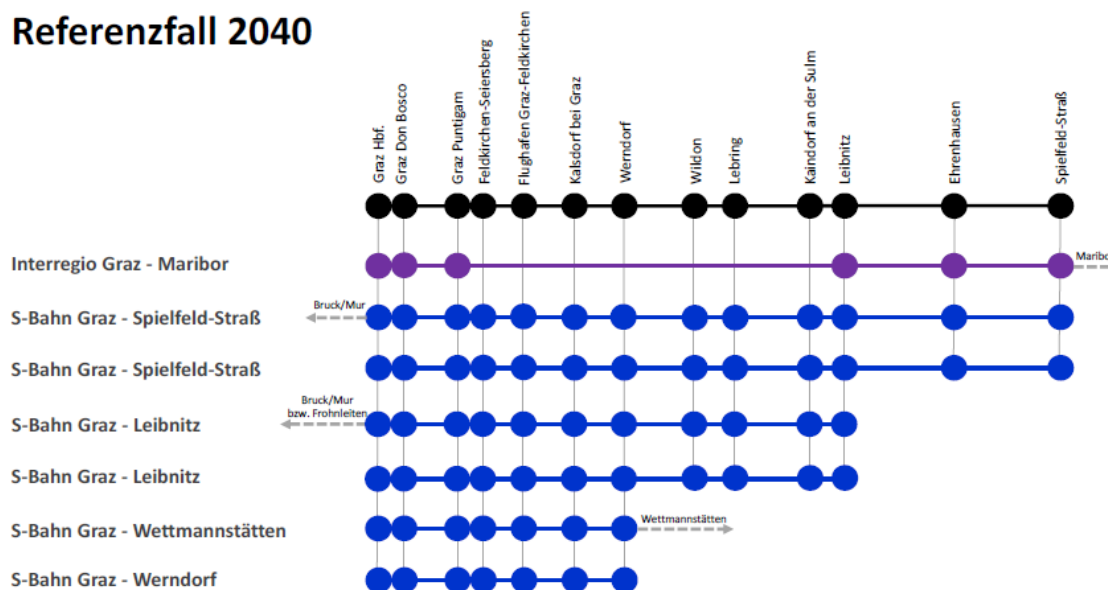 Referenzfall 2040
Graz Hbf.
Graz Don Bosco
Graz Puntigam
Feldkirchen-Seiersberg
Flughafen Graz-Feldkirchen
Kalsdorf bei Graz
Werndorf
Wildon
Lebring
Kaindorf an der Sulm
Leibnitz
Ehrenhausen
Spielfeld-Straß
Interregio Graz - Maribor
Maribo
Bruck/Mur
S-Bahn Graz - Spielfeld-Straß
S-Bahn Graz - Spielfeld-Straß
Bruck/Mur
bzw. Frohnleiten
S-Bahn Graz - Leibnitz
S-Bahn Graz - Leibnitz
S-Bahn Graz - Wettmannstätten
Wettmannstätten
S-Bahn Graz - Werndorf